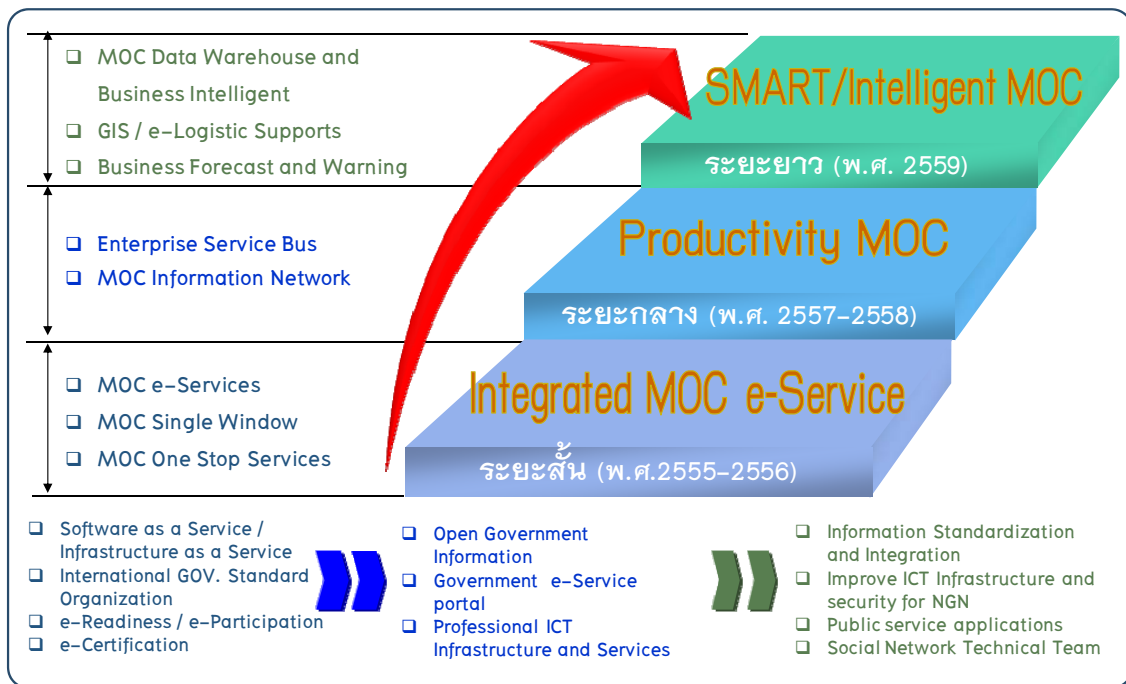 ❑ MOC Data Warehouse and
Business Intelligent
❑ GIS / e-Logistic Supports
❑ Business Forecast and Warning
SMART/Intelligent MOC
ระยะยาว (พ.ศ. 2559)
❑ Enterprise Service Bus
❑ MOC Information Network
Productivity MOC
ระยะกลาง (พ.ศ. 2557-2558)
❑ MOC e-Services
❑ MOC Single Window
❑ MOC One Stop Services
Integrated MOC e-Service
ระยะสั้น (พ.ศ.2555-2556)
❑ Software as a Service /
Infrastructure as a Service
❑ International GOV. Standard
Organization
❑ e-Readiness / e-Participation
❑ e-Certification
❑ Open Government
Information
❑ Government e-Service
portal
❑ Professional ICT
Infrastructure and Services
❑ Information Standardization
and Integration
❑ Improve ICT Infrastructure and
security for NGN
❑ Public service applications
❑ Social Network Technical Team